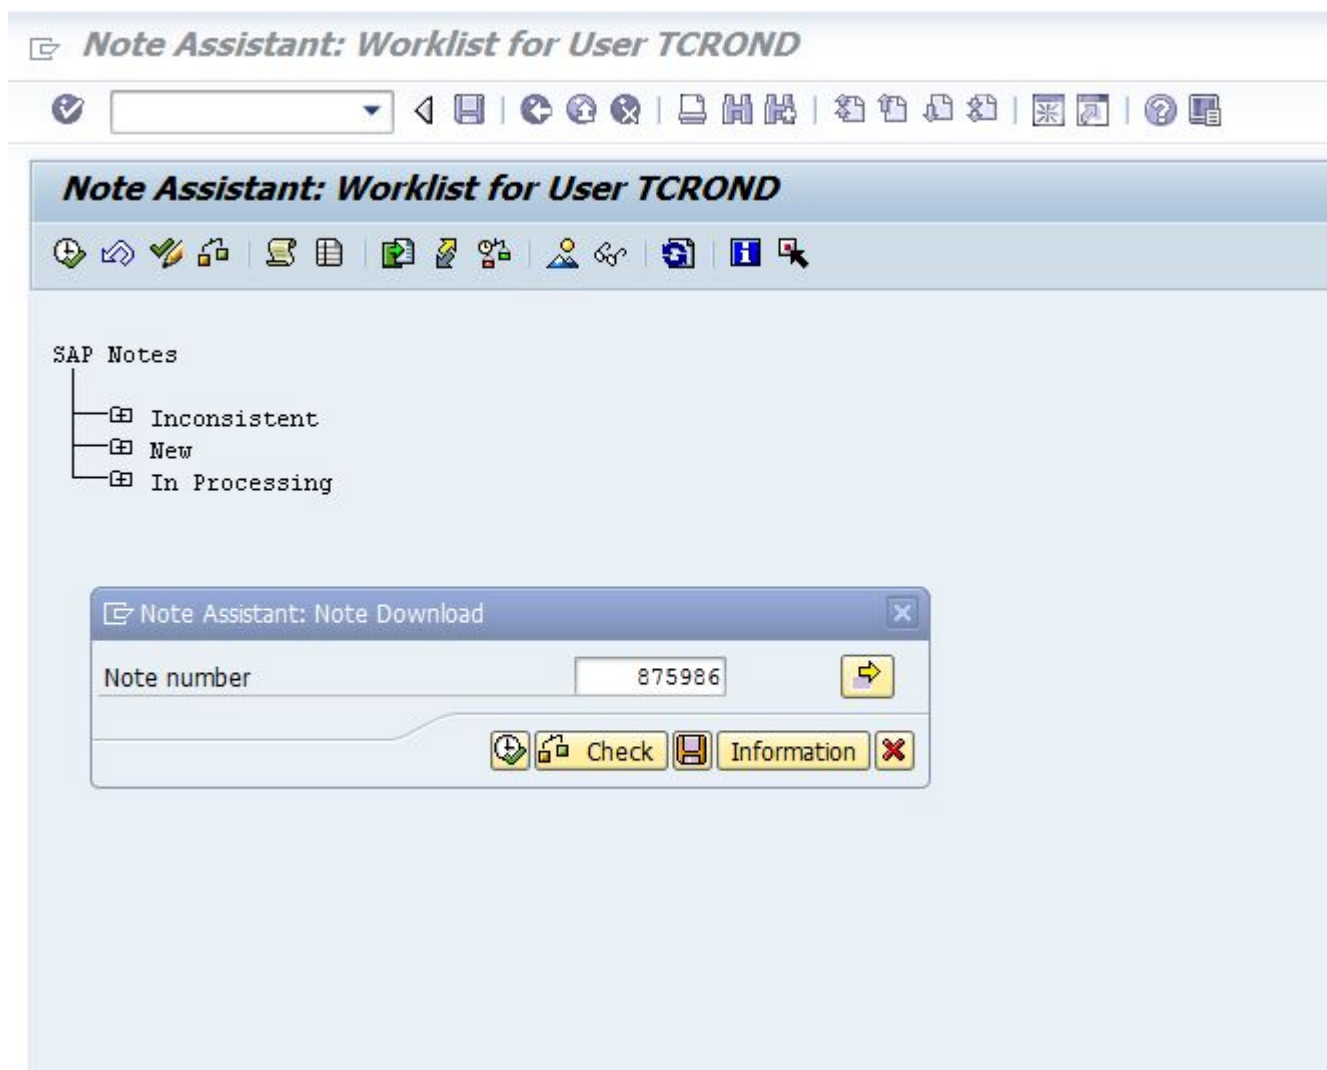 Note Assistant: Worklist for User TCROND
Note Assistant: Worklist for User TCROND
SAP Notes
Inconsistent
New
In Processing
Note Assistant: Note Download
Note number 875986
Check Information